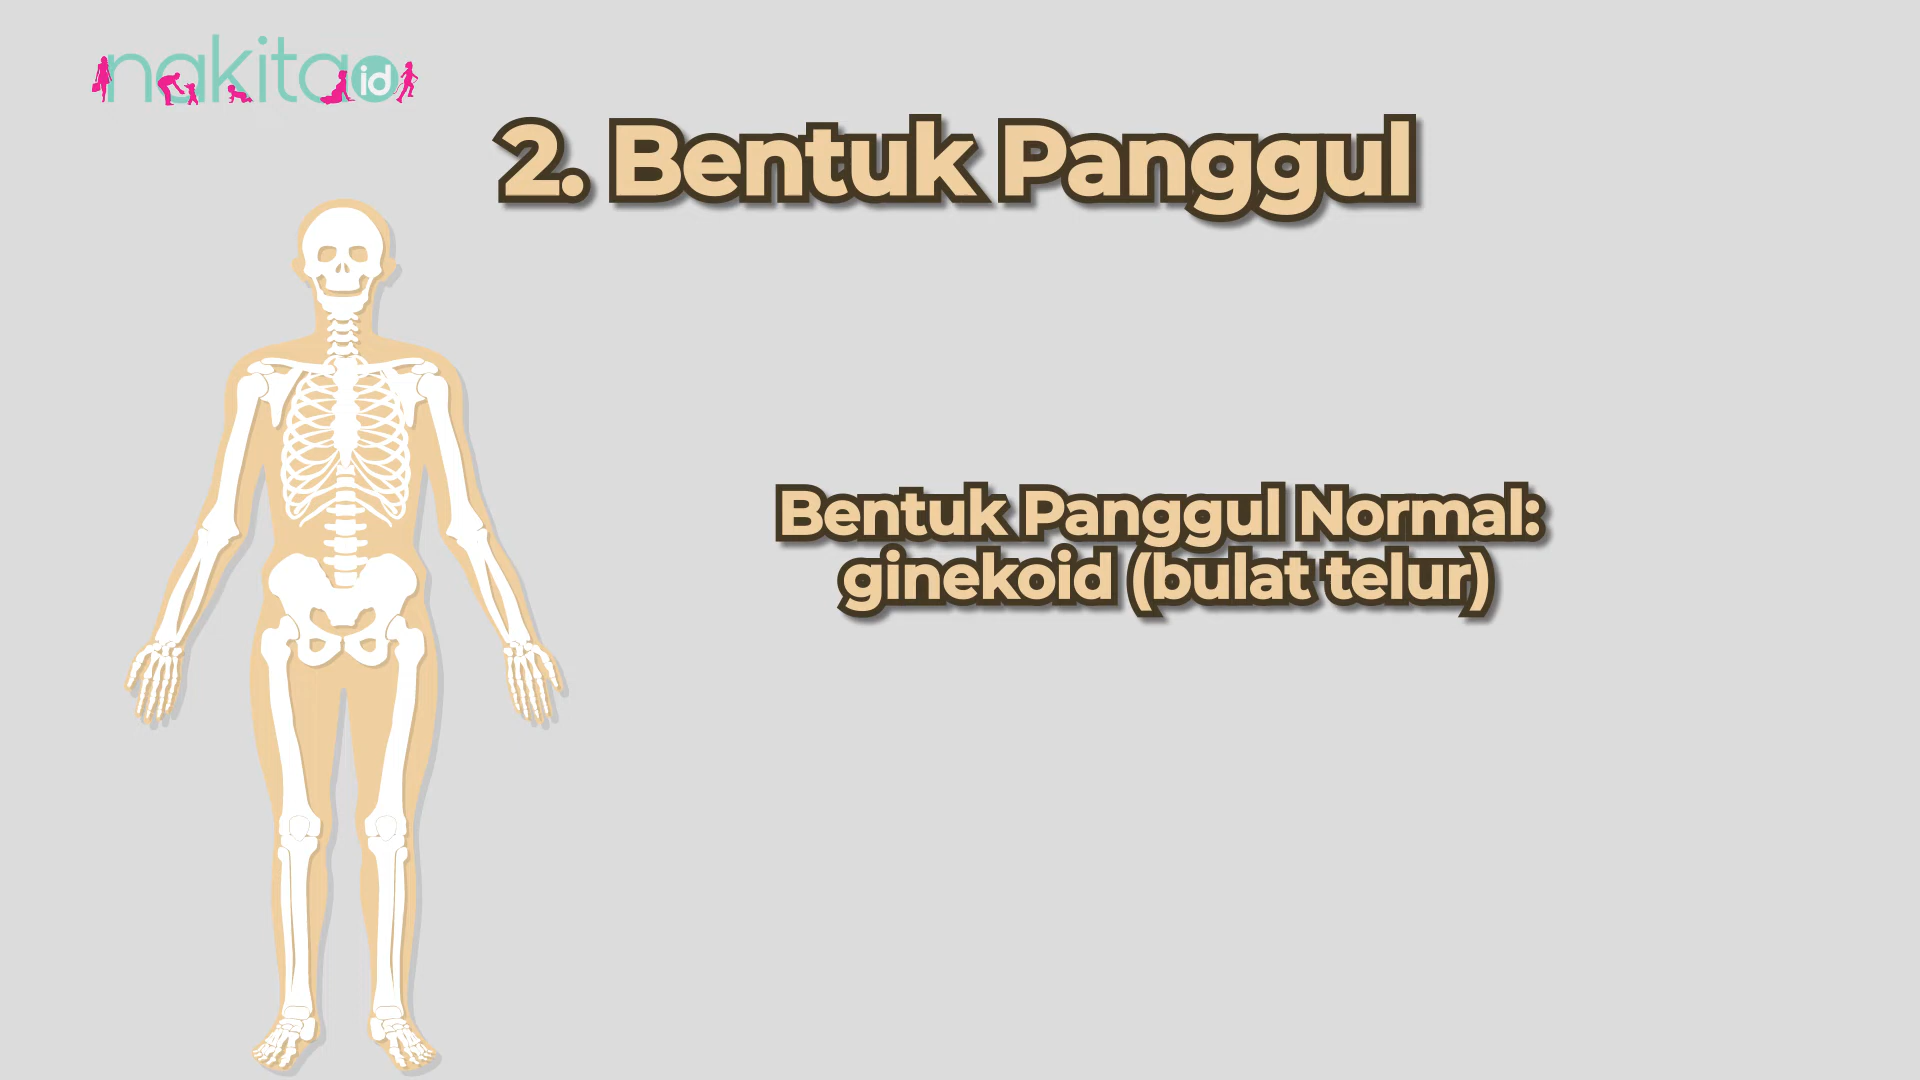 nakita.id
2. Bentuk Panggul
Bentuk Panggul Normal:
ginekoid (bulat telur)